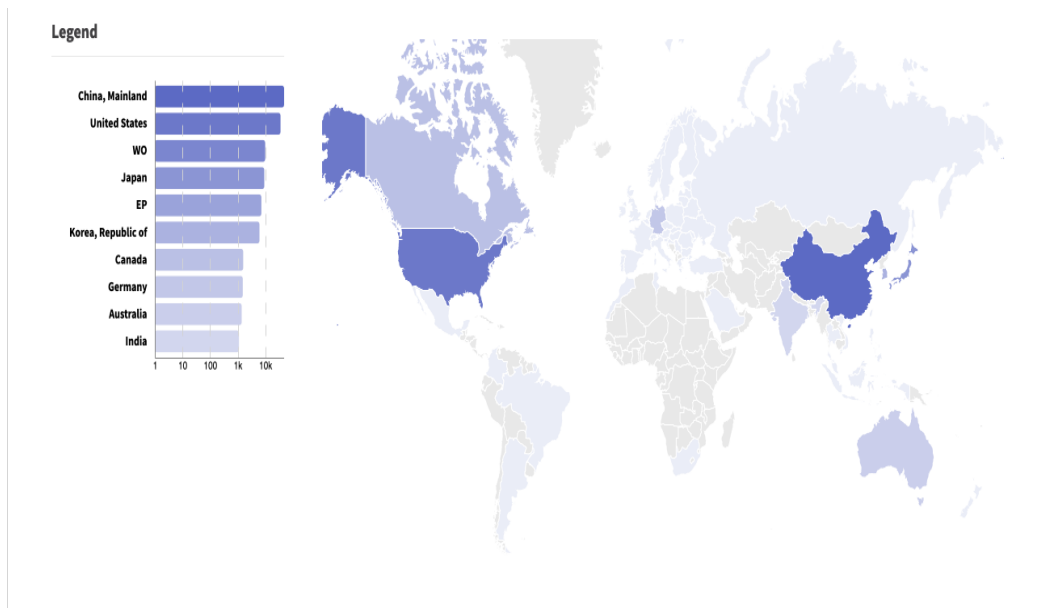 Legend
China, Mainland
United States
WO
Japan
EP
Korea, Republic of
Canada
Germany
Australia
India
1 10 100 1k 10k